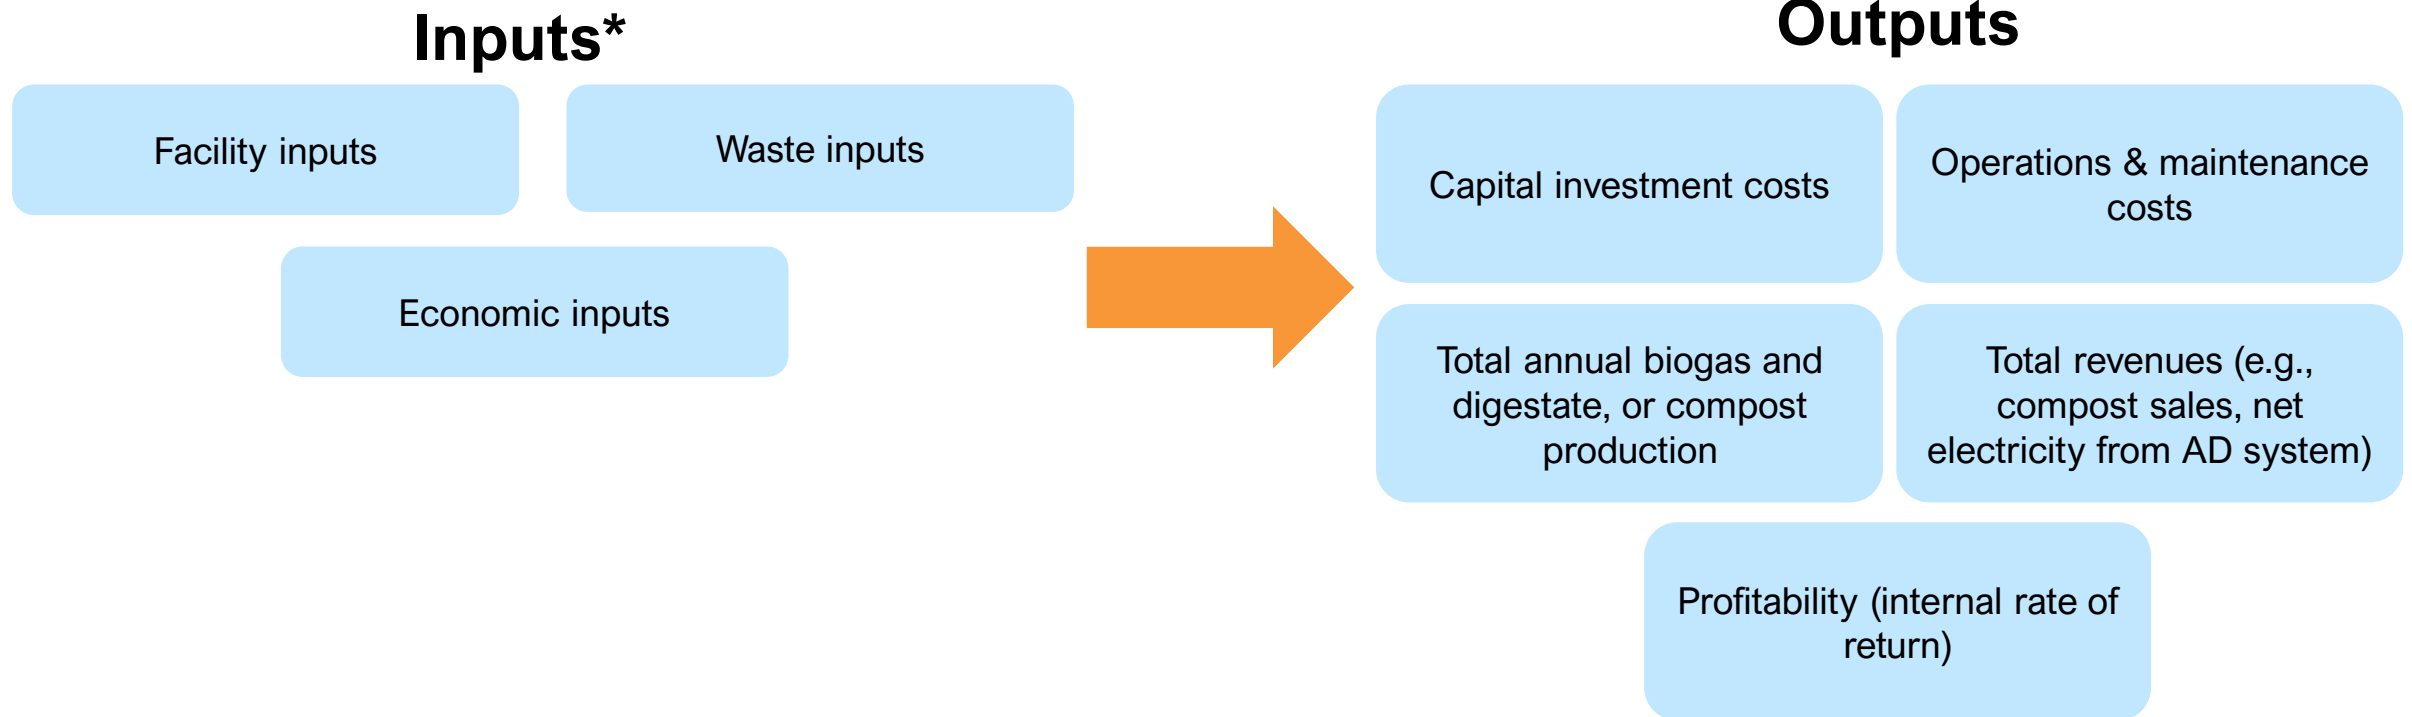 Inputs*
Facility inputs
Waste inputs
Economic inputs
Outputs
Capital investment costs
Operations & maintenance
costs
Total annual biogas and
digestate, or compost
production
Total revenues (e.g.,
compost sales, net
electricity from AD system)
Profitability (internal rate of
return)